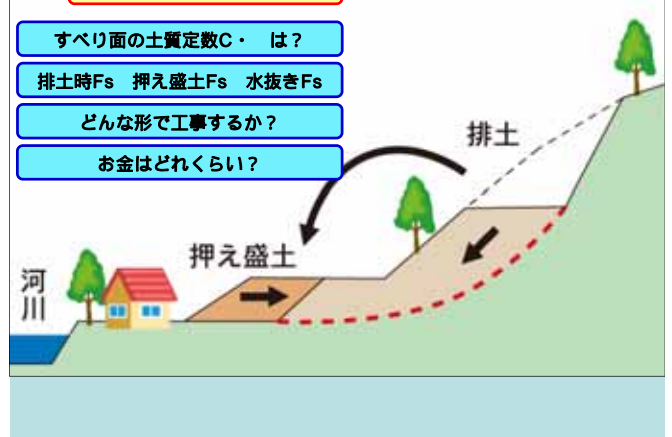 すべり面の土質定数C・　は？
排土時Fs　押え盛土Fs　水抜きFs
どんな形で工事するか？
お金はどれくらい？
排土
押え盛土
河川